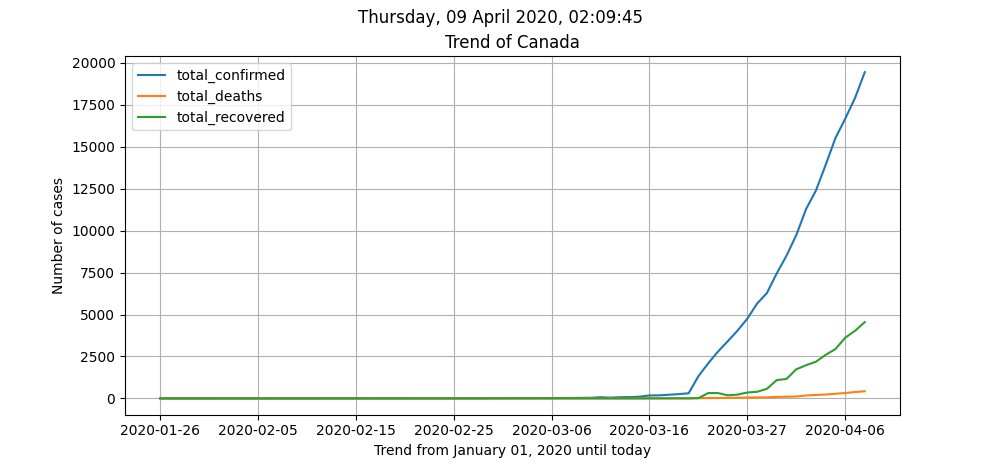 Thursday, 09 April 2020, 02:09:45
Trend of Canada
total_confirmed
total_deaths
total_recovered
Number of cases
20000
17500
15000
12500
10000
7500
5000
2500
0
2020-01-26 2020-02-05 2020-02-15 2020-02-25 2020-03-06 2020-03-16 2020-03-27 2020-04-06
Trend from January 01, 2020 until today